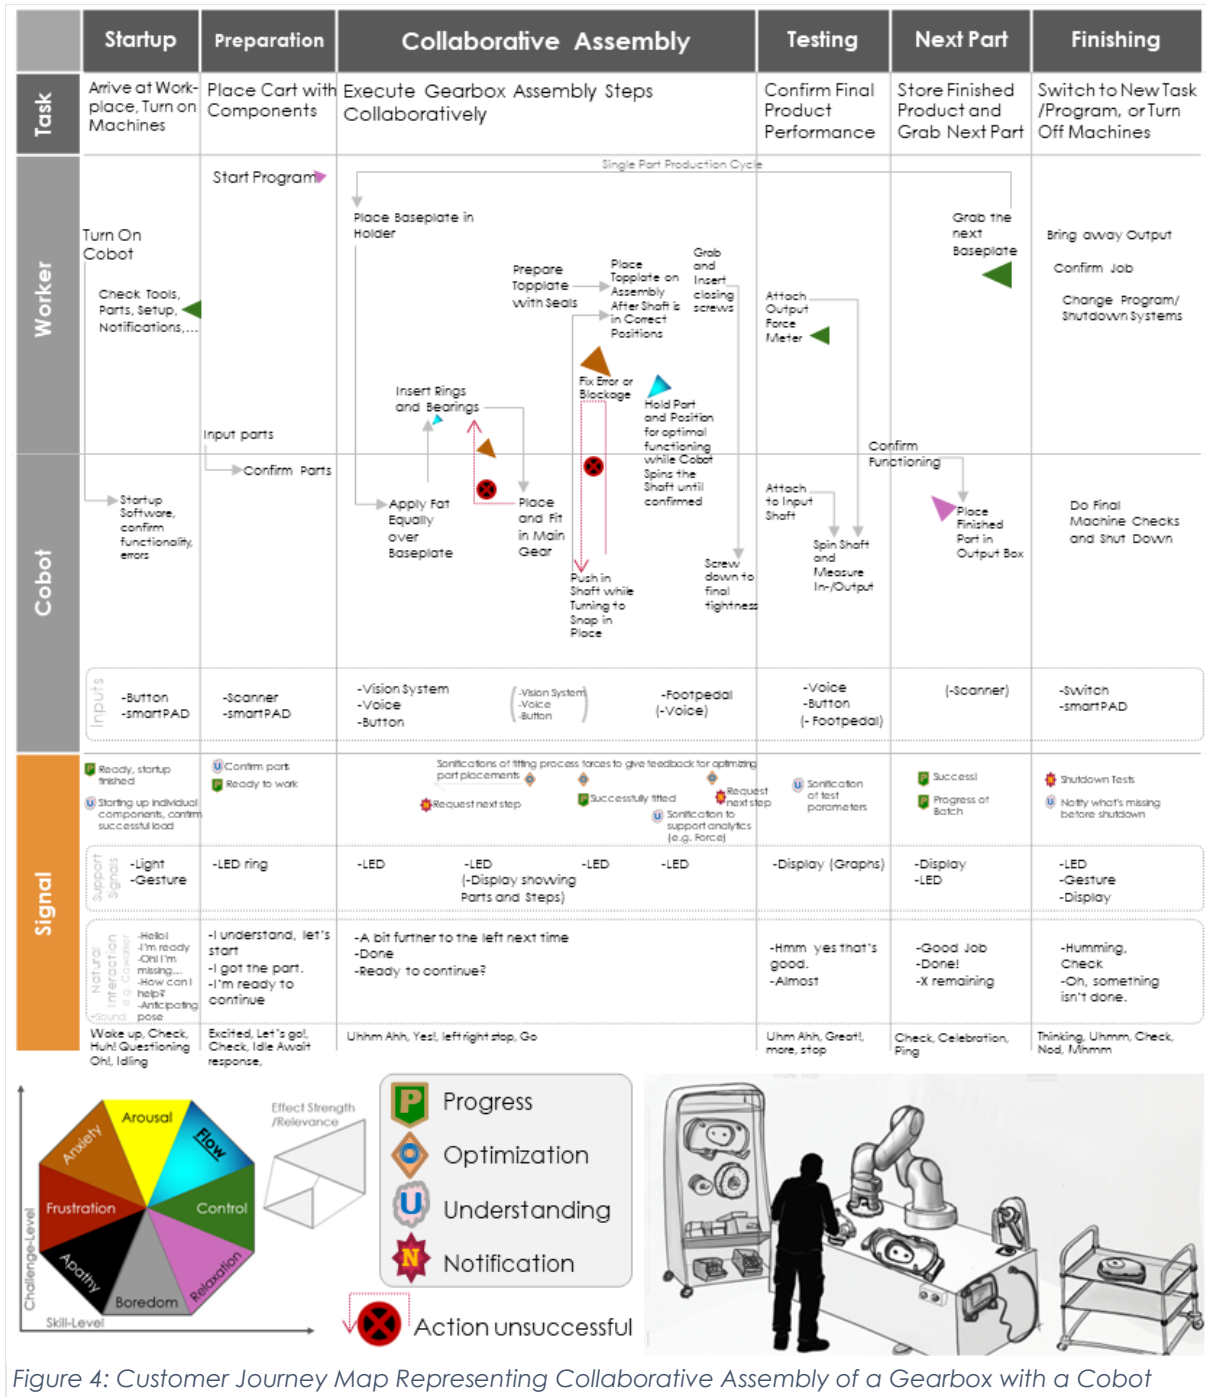 Startup
Preparation
Collaborative Assembly
Testing
Next Part
Finishing
Task
Arrive at Work-
place, Turn on
Machines
Place Cart with
Components
Execute Gearbox Assembly Steps
Collaboratively
Confirm Final
Product
Performance
Store Finished
Product and
Grab Next Part
Switch to New Task
/Program, or Turn
Off Machines
Worker
Single Part Production Cycle
Start Program
Turn On
Cobot
Check Tools,
Parts, Setup,
Notifications,...
Input parts
Place Baseplate in
Holder
Prepare
Topplate
with Seals
Place
Topplate on
Assembly
After Shaft is
in Correct
Positions
Grab
and
Insert
closing
screws
Insert Rings
and Bearings
Fix Error or
Blockage
Hold Part
and Position
for optimal
functioning
while Cobot
Spins the
Shaft until
confirmed
Attach
Output
Force
Meter
Grab the
next
Baseplate
Confirm
Functioning
Bring away Output
Confirm Job
Change Program/
Shutdown Systems
Cobot
Startup
Software,
confirm
functionality,
errors
Confirm Parts
Apply Fat
Equally
over
Baseplate
Place
and Fit
in Main
Gear
Push in
Shaft while
Turning to
Snap in
Place
Screw
down to
final
tightness
Attach
to Input
Shaft
Spin Shaft
and
Measure
In-/Output
Place
Finished
Part in
Output Box
Do Final
Machine Checks
and Shut Down
Inputs
-Button
-smartPAD
-Scanner
-smartPAD
-Vision System
-Voice
-Button
(-Vision System
-Voice
-Button)
-Footpedal
(-Voice)
-Voice
-Button
(- Footpedal)
(-Scanner)
-Switch
-smartPAD
Signal
P Ready, startup
finished
U Starting up individual
components, confirm
successful load
U Confirm part
P Ready to work
Sonifications of fitting process forces to give feedback for optimizing
part placements
N Request next step
P Successfully fitted
N Request
next step
U Sonification to
support analytics
(e.g. Force)
U Sonification
of test
parameters
P Success!
P Progress of
Batch
Shutdown Tests
U Notify what's missing
before shutdown
Support
Signals
-Light
-Gesture
-LED ring
-LED
-LED
(-Display showing
Parts and Steps)
-LED
-LED
-Display (Graphs)
-Display
-LED
-LED
-Gesture
-Display
Natural
Interaction
e.g. Coworker
+Sound
-Hello!
-I'm ready
-Oh! I'm
missing...
-How can I
help?
-Anticipating
pose
-I understand, let's
start
-I got the part.
-I'm ready to
continue
-A bit further to the left next time
-Done
-Ready to continue?
-Hmm yes that's
good.
-Almost
-Good Job
-Done!
-X remaining
-Humming,
Check
-Oh, something
isn't done.
Wake up, Check,
Huh! Questioning
Oh!, Idling
Excited, Let's go!,
Check, Idle Await
response,
Uhhm Ahh, Yes!, left right stop, Go
Uhm Ahh, Great!,
more, stop
Check, Celebration,
Ping
Thinking, Uhmm, Check,
Nod, Mhmm
Challenge-Level
Skill-Level
Anxiety
Arousal
Flow
Frustration
Control
Apathy
Boredom
Relaxation
Effect Strength
/Relevance
P Progress
Optimization
U Understanding
N Notification
Action unsuccessful
Figure 4: Customer Journey Map Representing Collaborative Assembly of a Gearbox with a Cobot